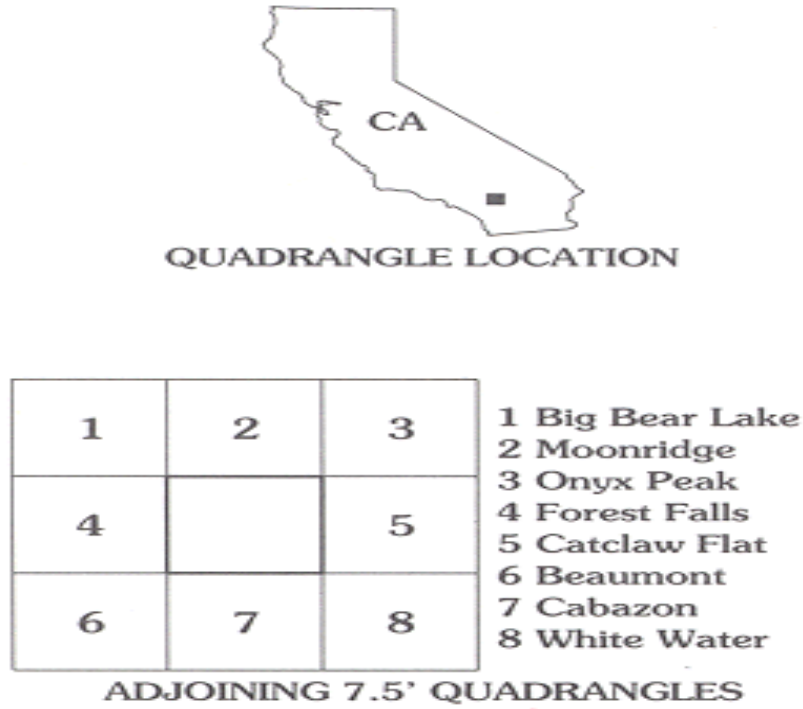 CA
QUADRANGLE LOCATION
1 2 3
4 5
6 7 8
1 Big Bear Lake
2 Moonridge
3 Onyx Peak
4 Forest Falls
5 Catclaw Flat
6 Beaumont
7 Cabazon
8 White Water
ADJOINING 7.5' QUADRANGLES